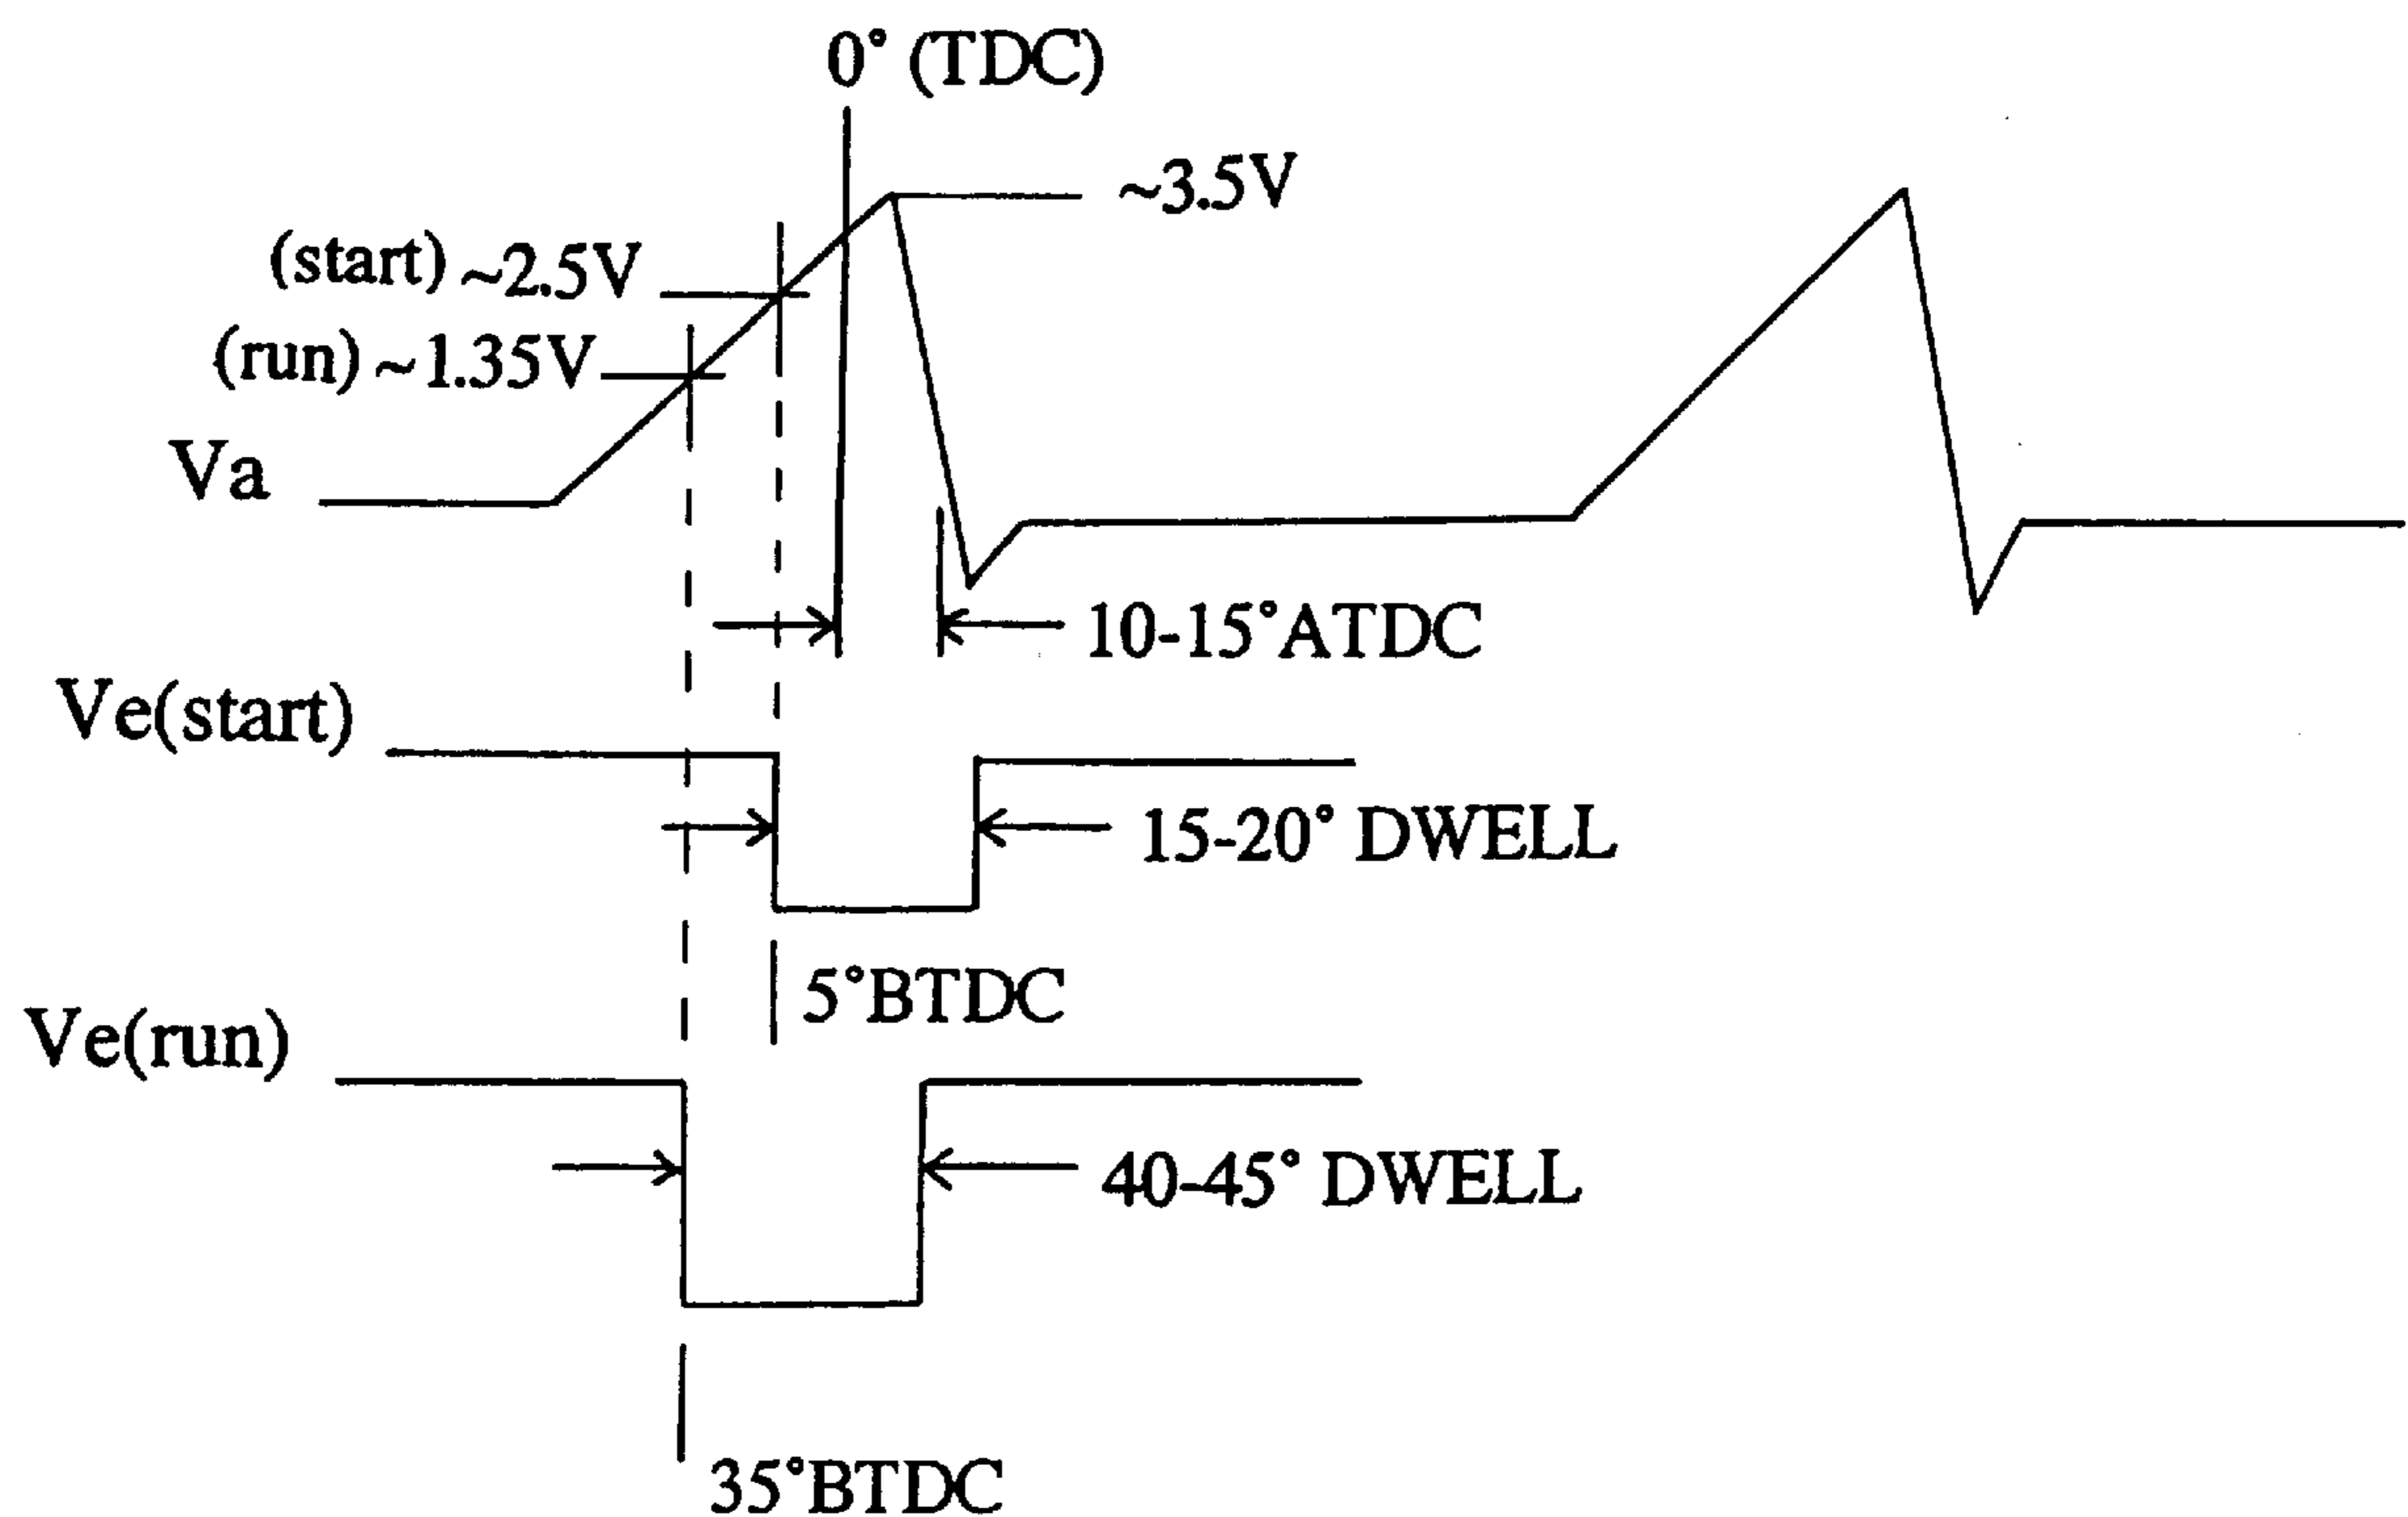 0° (TDC)
~3.5V
(start) ~2.5V
(run) ~1.35V
Va
10-15°ATDC
Ve(start)
15-20° DWELL
5°BTDC
Ve(run)
40-45° DWELL
35°BTDC